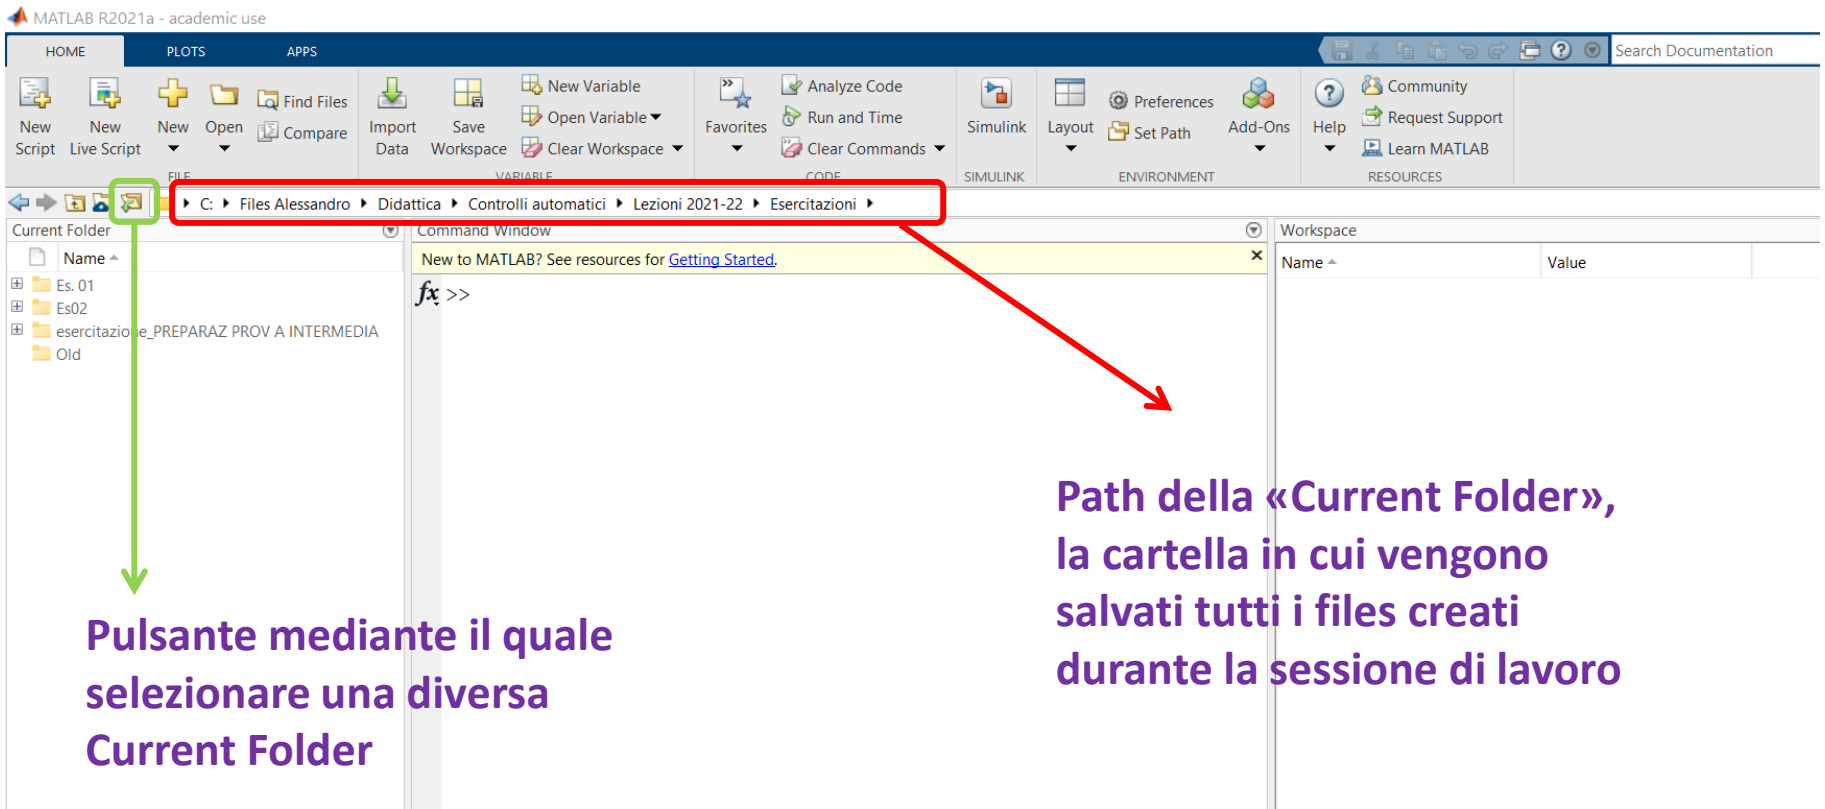 MATLAB R2021a - academic use
HOME PLOTS APPS Search Documentation
New Script
New Live Script
New
Open
Find Files
Compare
FILE
Import Data
Save Workspace
New Variable
Open Variable
Clear Workspace
VARIABLE
Favorites
Analyze Code
Run and Time
Clear Commands
CODE
Simulink
SIMULINK
Layout
Preferences
Set Path
Add-Ons
ENVIRONMENT
Help
Community
Request Support
Learn MATLAB
RESOURCES
C: Files Alessandro Didattica Controlli automatici Lezioni 2021-22 Esercitazioni
Current Folder
Name
Es. 01
Es02
esercitazione_PREPARAZ PROV A INTERMEDIA
Old
Command Window
New to MATLAB? See resources for Getting Started.
fx >>
Workspace
Name Value
Path della «Current Folder»,
la cartella in cui vengono
salvati tutti i files creati
durante la sessione di lavoro
Pulsante mediante il quale
selezionare una diversa
Current Folder